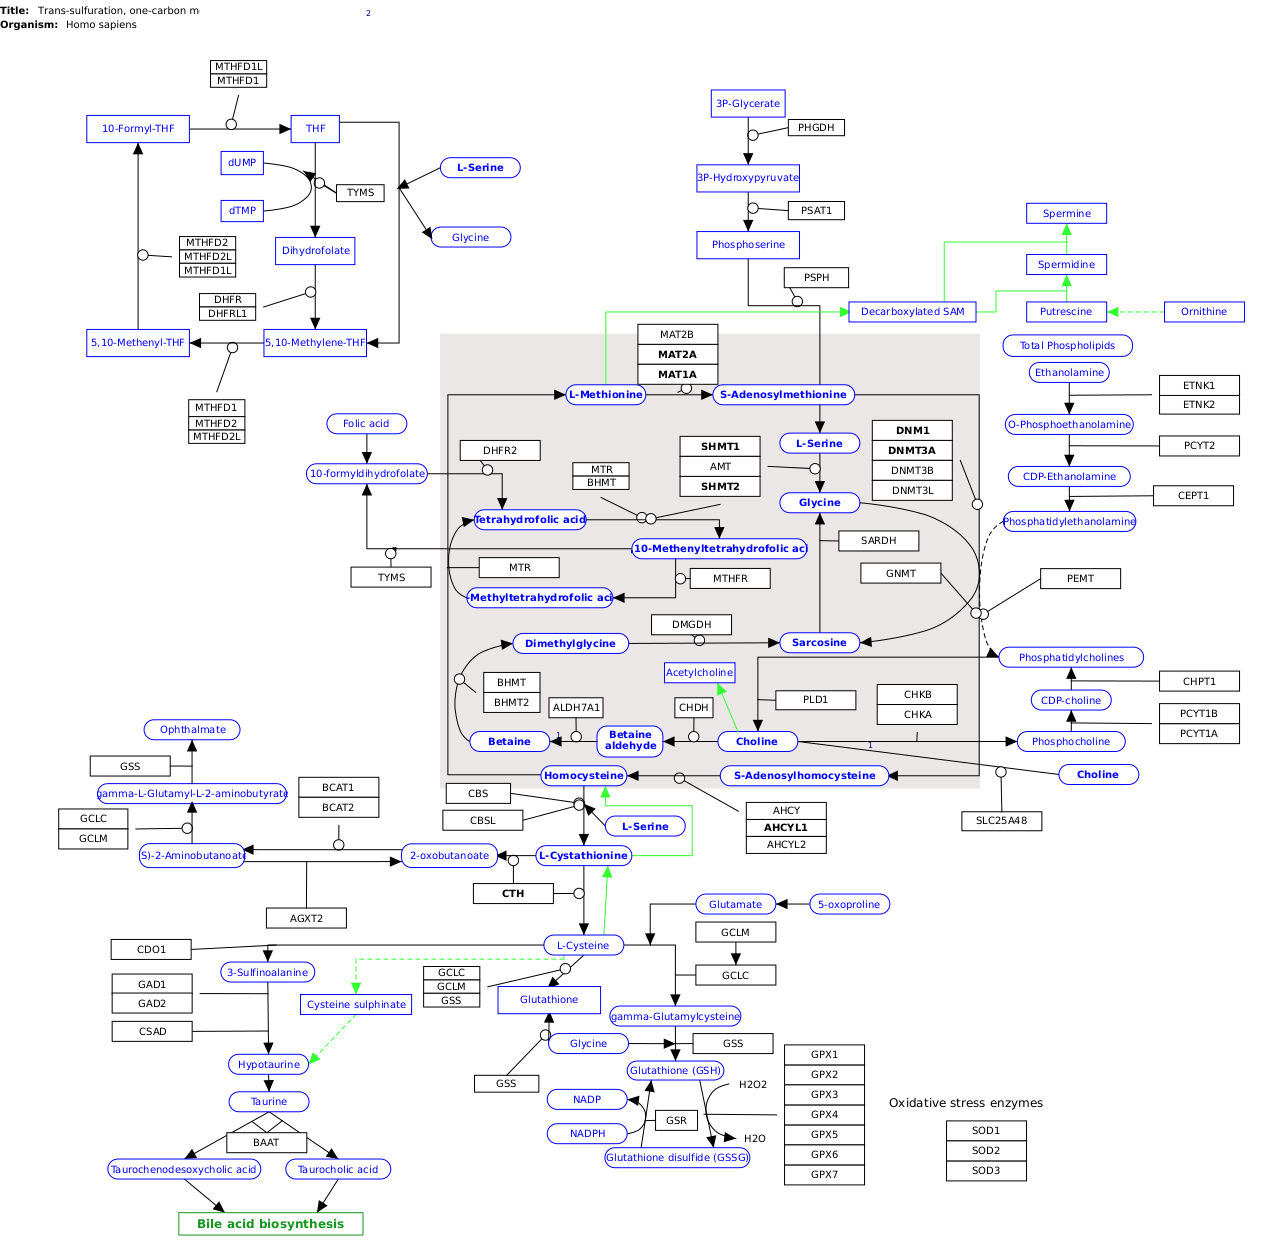 Title: Trans-sulfuration, one-carbon m
2
Organism: Homo sapiens
MTHFD1L
MTHFD1
10-Formyl-THF
THF
dUMP
dTMP
TYMS
L-Serine
Glycine
MTHFD2
MTHFD2L
MTHFD1L
Dihydrofolate
DHFR
DHFRL1
5,10-Methenyl-THF
5,10-Methylene-THF
MTHFD1
MTHFD2
MTHFD2L
3P-Glycerate
PHGDH
3P-Hydroxypyruvate
PSAT1
Phosphoserine
PSPH
Spermine
Spermidine
Decarboxylated SAM
Putrescine
Ornithine
Total Phospholipids
Ethanolamine
ETNK1
ETNK2
O-Phosphoethanolamine
PCYT2
CDP-Ethanolamine
CEPT1
Phosphatidylethanolamine
PEMT
Phosphatidylcholines
CHPT1
CDP-choline
PCYT1B
PCYT1A
Phosphocholine
Choline
SLC25A48
MAT2B
MAT2A
MAT1A
L-Methionine
S-Adenosylmethionine
Folic acid
10-formyldihydrofolate
DHFR2
MTR
BHMT
SHMT1
AMT
SHMT2
L-Serine
DNM1
DNMT3A
DNMT3B
DNMT3L
Glycine
Tetrahydrofolic acid
10-Methenyltetrahydrofolic aci
SARDH
TYMS
MTR
MTHFR
GNMT
Methyltetrahydrofolic aci
DMGDH
Dimethylglycine
Sarcosine
Acetylcholine
BHMT
BHMT2
ALDH7A1
CHDH
PLD1
CHKB
CHKA
Betaine
1
Betaine
aldehyde
Choline
1
Homocysteine
S-Adenosylhomocysteine
CBS
CBSL
L-Serine
AHCY
AHCYL1
AHCYL2
Ophthalmate
GSS
gamma-L-Glutamyl-L-2-aminobutyrate
GCLC
GCLM
BCAT1
BCAT2
S)-2-Aminobutanoate
2-oxobutanoate
L-Cystathionine
AGXT2
CTH
Glutamate
5-oxoproline
GCLM
GCLC
CDO1
L-Cysteine
3-Sulfinoalanine
GAD1
GAD2
CSAD
Cysteine sulphinate
GCLC
GCLM
GSS
Glutathione
gamma-Glutamylcysteine
Glycine
GSS
GSS
Hypotaurine
Taurine
BAAT
Taurochenodesoxycholic acid
Taurocholic acid
Bile acid biosynthesis
Glutathione (GSH)
NADP
NADPH
GSR
H2O2
H2O
Glutathione disulfide (GSSG)
GPX1
GPX2
GPX3
GPX4
GPX5
GPX6
GPX7
Oxidative stress enzymes
SOD1
SOD2
SOD3